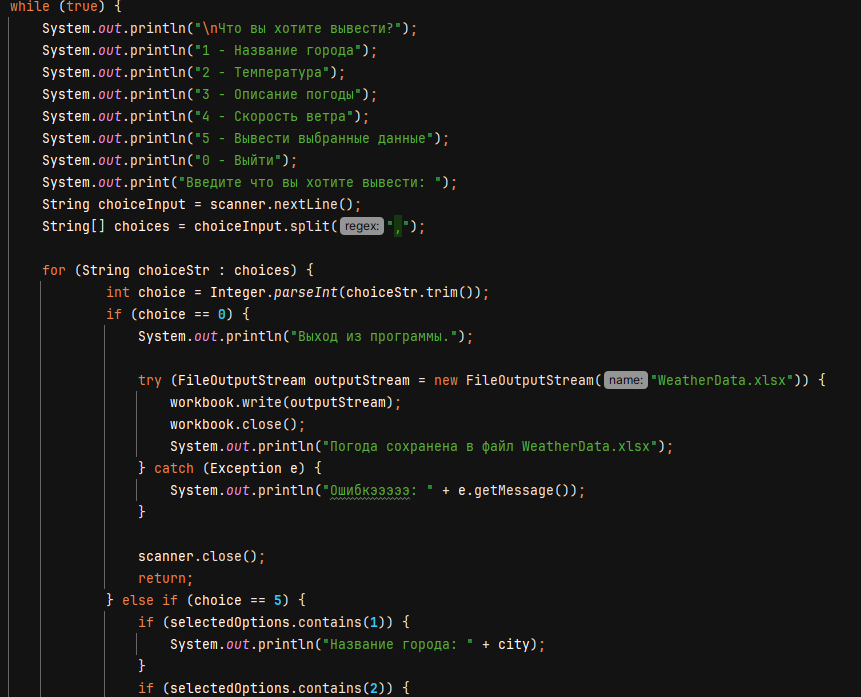 while (true) {
System.out.println("\nЧто вы хотите вывести?");
System.out.println("1 - Название города");
System.out.println("2 - Температура");
System.out.println("3 - Описание погоды");
System.out.println("4 - Скорость ветра");
System.out.println("5 - Вывести выбранные данные");
System.out.println("0 - Выйти");
System.out.print("Введите что вы хотите вывести: ");
String choiceInput = scanner.nextLine();
String[] choices = choiceInput.split( regex: ",");
for (String choiceStr : choices) {
int choice = Integer.parseInt(choiceStr.trim());
if (choice == 0) {
System.out.println("Выход из программы.");
try (FileOutputStream outputStream = new FileOutputStream( name: "WeatherData.xlsx")) {
workbook.write(outputStream);
workbook.close();
System.out.println("Погода сохранена в файл WeatherData.xlsx");
} catch (Exception e) {
System.out.println("Ошибкэээээ: " + e.getMessage());
}
scanner.close();
return;
} else if (choice == 5) {
if (selectedOptions.contains(1)) {
System.out.println("Название города: " + city);
}
if (selectedOptions.contains(2)) {